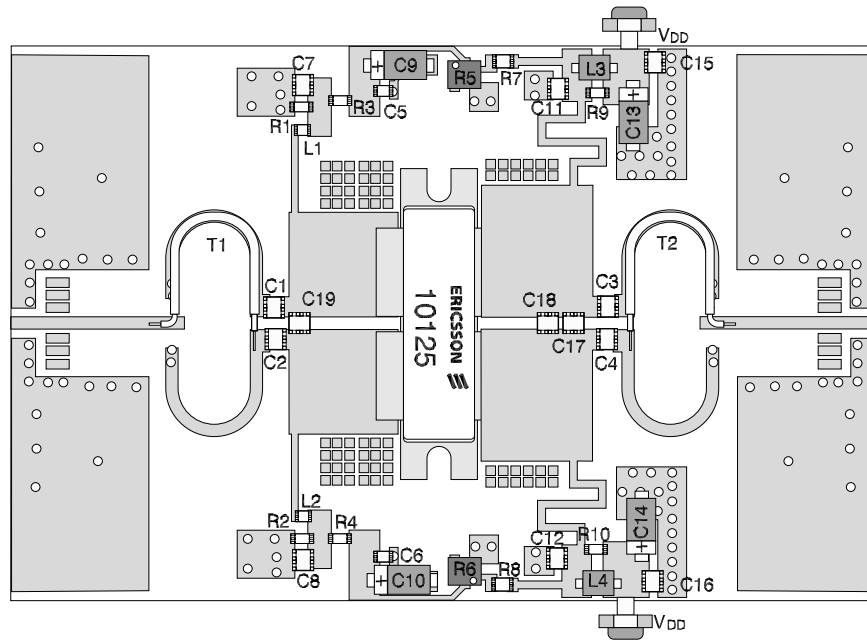 VDD
C7
C9
R5
R7
L3
C15
R3
C5
C11
R9
C13
R1
L1
T1
T2
C1
C19
C18
C3
C2
C17
C4
ERICSSON
10125
L2
R2
R4
C14
C6
C12
R10
C8
C10
R6
R8
L4
C16
VDD